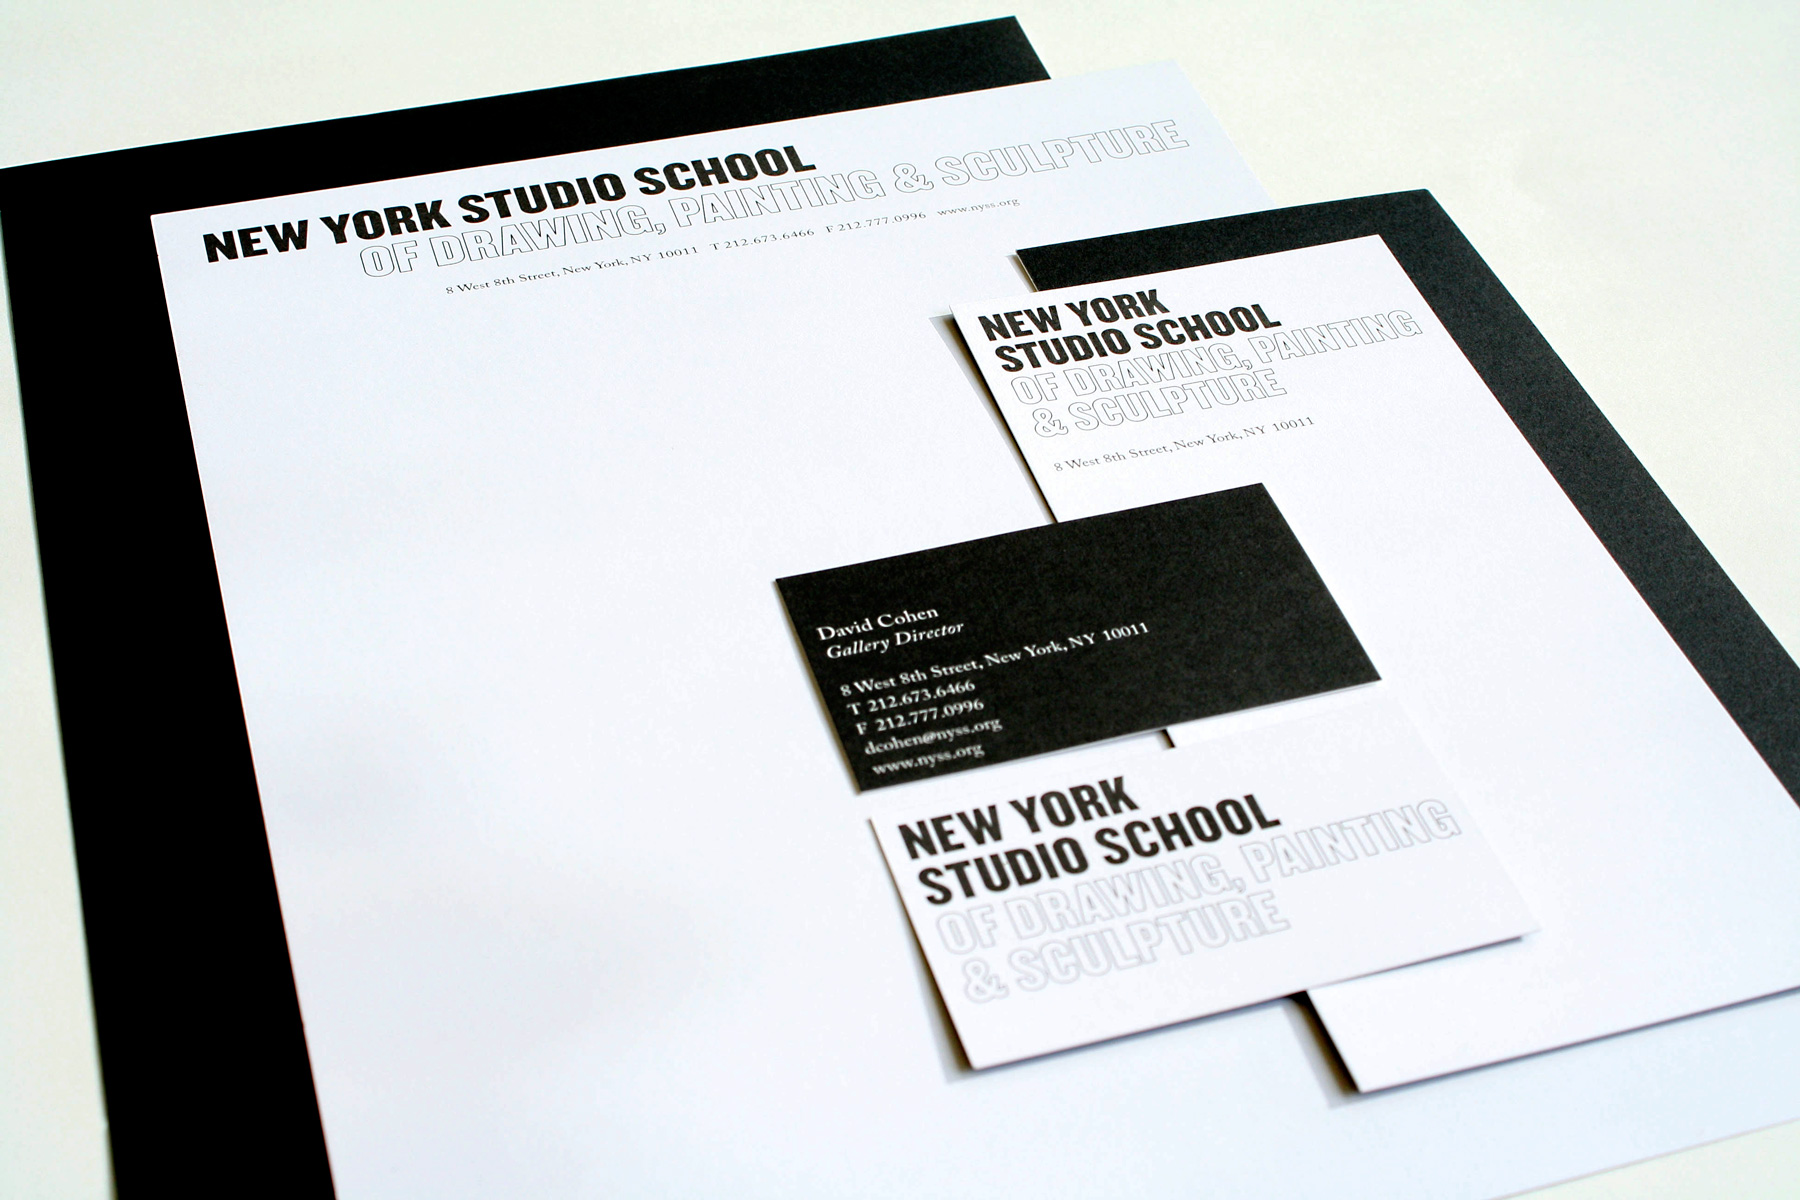 NEW YORK STUDIO SCHOOL
OF DRAWING, PAINTING & SCULPTURE
8 West 8th Street, New York, NY 10011 T 212.673.6466 F 212.777.0996 www.nyss.org
NEW YORK
STUDIO SCHOOL
OF DRAWING, PAINTING
& SCULPTURE
8 West 8th Street, New York, NY 10011
David Cohen
Gallery Director
8 West 8th Street, New York, NY 10011
T 212.673.6466
F 212.777.0996
dcohen@nyss.org
www.nyss.org
NEW YORK
STUDIO SCHOOL
OF DRAWING, PAINTING
& SCULPTURE